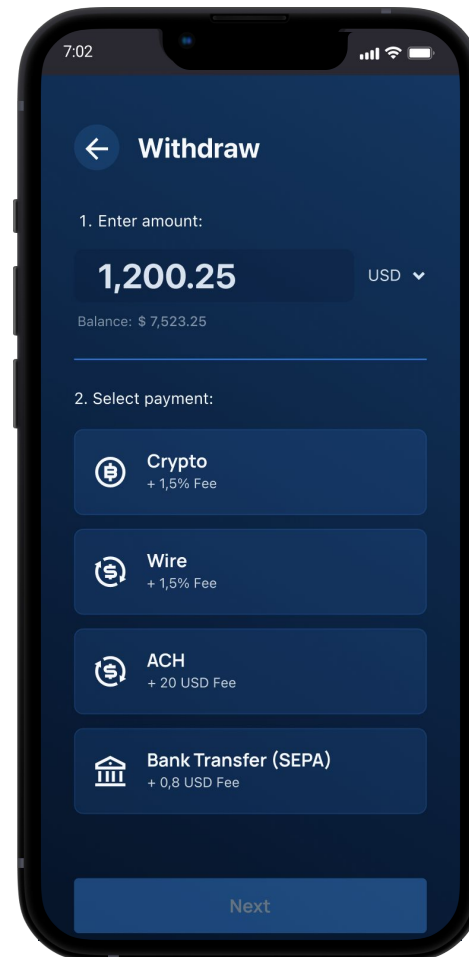 7:02
Withdraw
1. Enter amount:
1,200.25
USD
Balance: $ 7,523.25
2. Select payment:
Crypto
+ 1,5% Fee
Wire
+ 1,5% Fee
ACH
+ 20 USD Fee
Bank Transfer (SEPA)
+ 0,8 USD Fee
Next